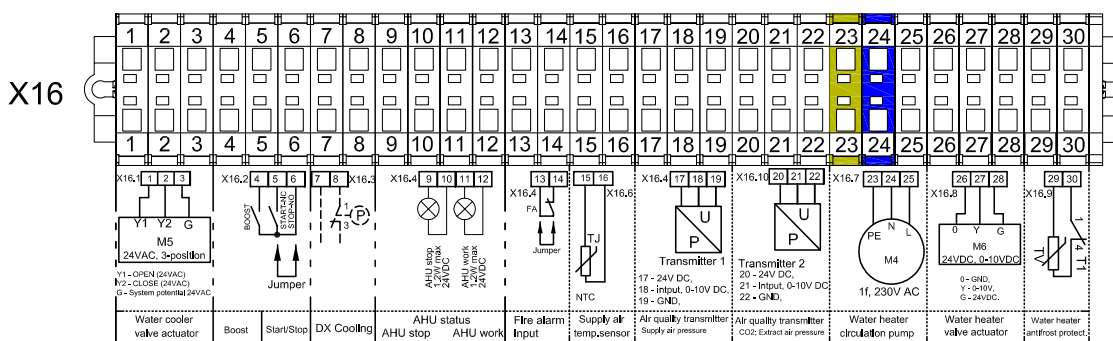 1 2 3 4 5 6 7 8 9 10 11 12 13 14 15 16 17 18 19 20 21 22 23 24 25 26 27 28 29 30
X16
1 2 3 4 5 6 7 8 9 10 11 12 13 14 15 16 17 18 19 20 21 22 23 24 25 26 27 28 29 30
X16.1 1 2 3
Y1 Y2 G
M5
24VAC, 3-position
Y1 - OPEN (24VAC)
Y2 - CLOSE (24VAC)
G - System potential 24VAC
Water cooler
valve actuator
X16.2 4 5 6
BOOST
START-NC
STOP-NO
Jumper
Boost
Start/Stop
7 8 X16.3
1
3
P
DX Cooling
X16.4 9 10 11 12
AHU stop
1,2W max
24VDC
AHU work
1,2W max
24VDC
AHU status
AHU stop AHU work
13 14
X16.4
FA
Jumper
Fire alarm
input
15 16
X16.6
TJ
NTC
Supply air
temp.sensor
X16.4 17 18 19
U
P
Transmitter 1
17 - 24V DC,
18 - intput, 0-10V DC,
19 - GND,
Air quality transmitter
Supply air pressure
X16.10 20 21 22
U
P
Transmitter 2
20 - 24V DC,
21 - Intput, 0-10V DC
22 - GND,
Air quality transmitter
CO2; Extract air pressure
X16.7 23 24 25
PE N L
M4
1f, 230V AC
Water heater
circulation pump
26 27 28
X16.8
0 Y G
M6
24VDC, 0-10VDC
0 - GND,
Y - 0-10V,
G - 24VDC.
Water heater
valve actuator
29 30
X16.9
1
4
T1
TV
Water heater
antifrost protect.